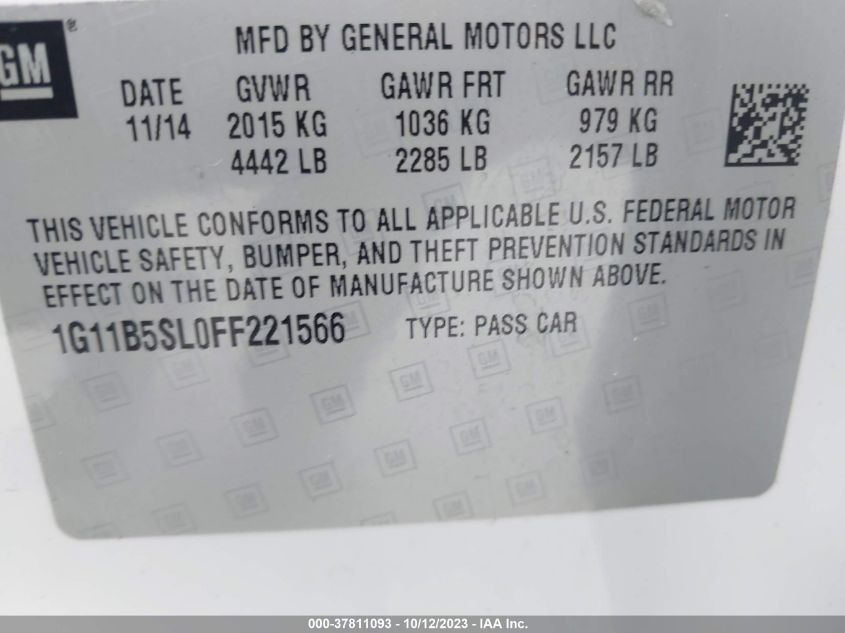 GM®
MFD BY GENERAL MOTORS LLC
DATE GVWR GAWR FRT GAWR RR
11/14 2015 KG 1036 KG 979 KG
4442 LB 2285 LB 2157 LB
THIS VEHICLE CONFORMS TO ALL APPLICABLE U.S. FEDERAL MOTOR
VEHICLE SAFETY, BUMPER, AND THEFT PREVENTION STANDARDS IN
EFFECT ON THE DATE OF MANUFACTURE SHOWN ABOVE.
1G11B5SL0FF221566 TYPE: PASS CAR
000-37811093 - 10/12/2023 - IAA Inc.